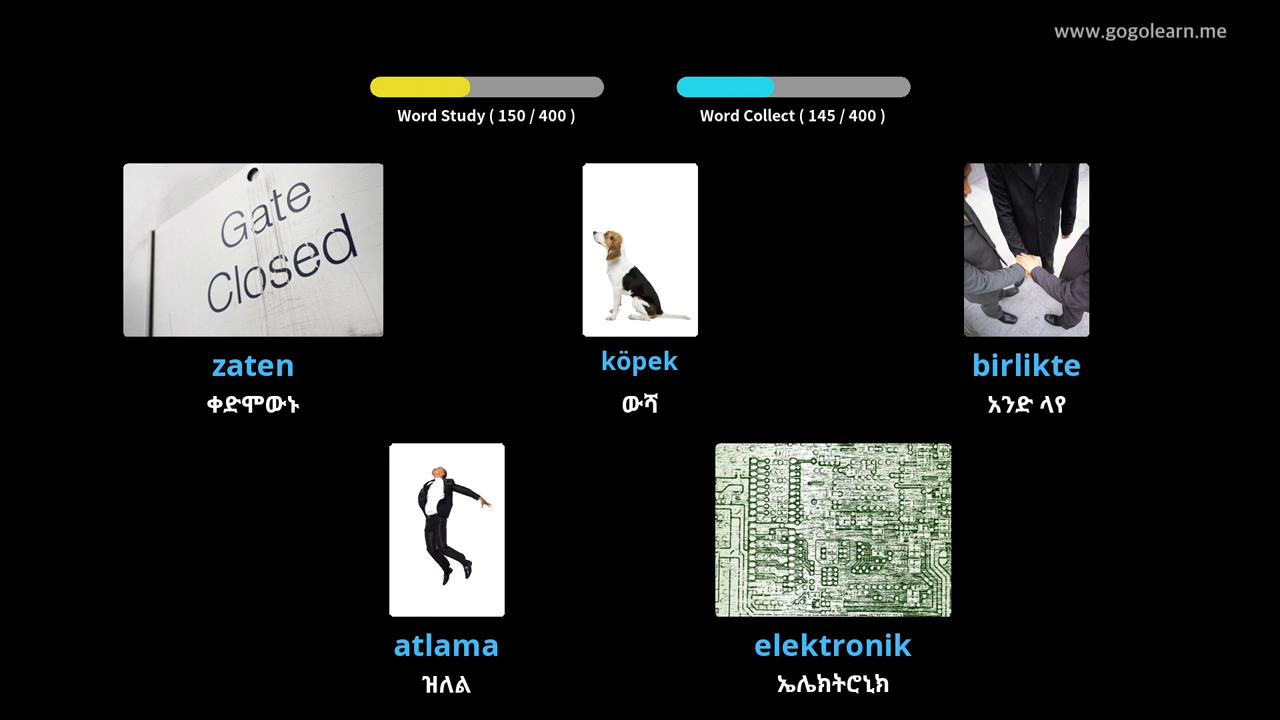 www.gogolearn.me
Word Study ( 150 / 400 )
Word Collect ( 145 / 400 )
Gate
Closed
zaten
ቀድሞውኑ
köpek
ውሻ
birlikte
አንድ ላየ
atlama
ዝለል
elektronik
ኤሌክትሮኒክ